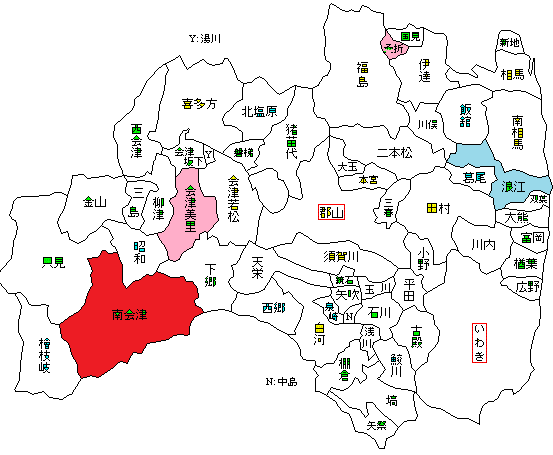 国見
桑折
新地
Y:湯川
伊達
相馬
福島
喜多方
飯舘
北塩原
南相馬
川俣
西会津
猪苗代
会津坂下
Y
磐梯
二本松
大玉
本宮
葛尾
浪江
双葉
会津若松
会津美里
三島
柳津
金山
三春
田村
大熊
郡山
富岡
川内
昭和
只見
下郷
天栄
須賀川
小野
楢葉
広野
鏡石
矢吹
玉川
平田
西郷
泉崎
N
石川
南会津
白河
浅川
古殿
いわき
檜枝岐
棚倉
鮫川
N:中島
塙
矢祭